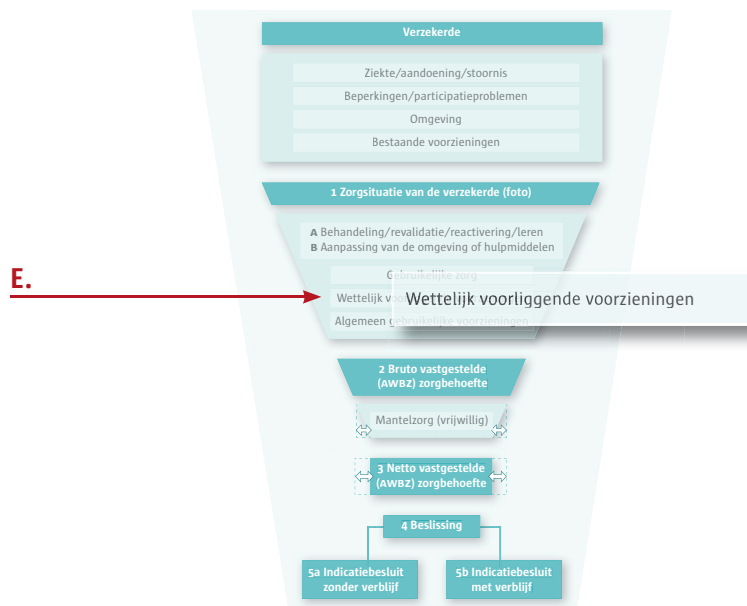 Verzekerde
Ziekte/aandoening/stoornis
Beperkingen/participatieproblemen
Omgeving
Bestaande voorzieningen
1 Zorgsituatie van de verzekerde (foto)
A Behandeling/revalidatie/reactivering/leren
B Aanpassing van de omgeving of hulpmiddelen
Gebruikelijke zorg
E.
Wettelijk voorliggende voorzieningen
Algemeen gebruikelijke voorzieningen
2 Bruto vastgestelde
(AWBZ) zorgbehoefte
Mantelzorg (vrijwillig)
3 Netto vastgestelde
(AWBZ) zorgbehoefte
4 Beslissing
5a Indicatiebesluit
zonder verblijf
5b Indicatiebesluit
met verblijf